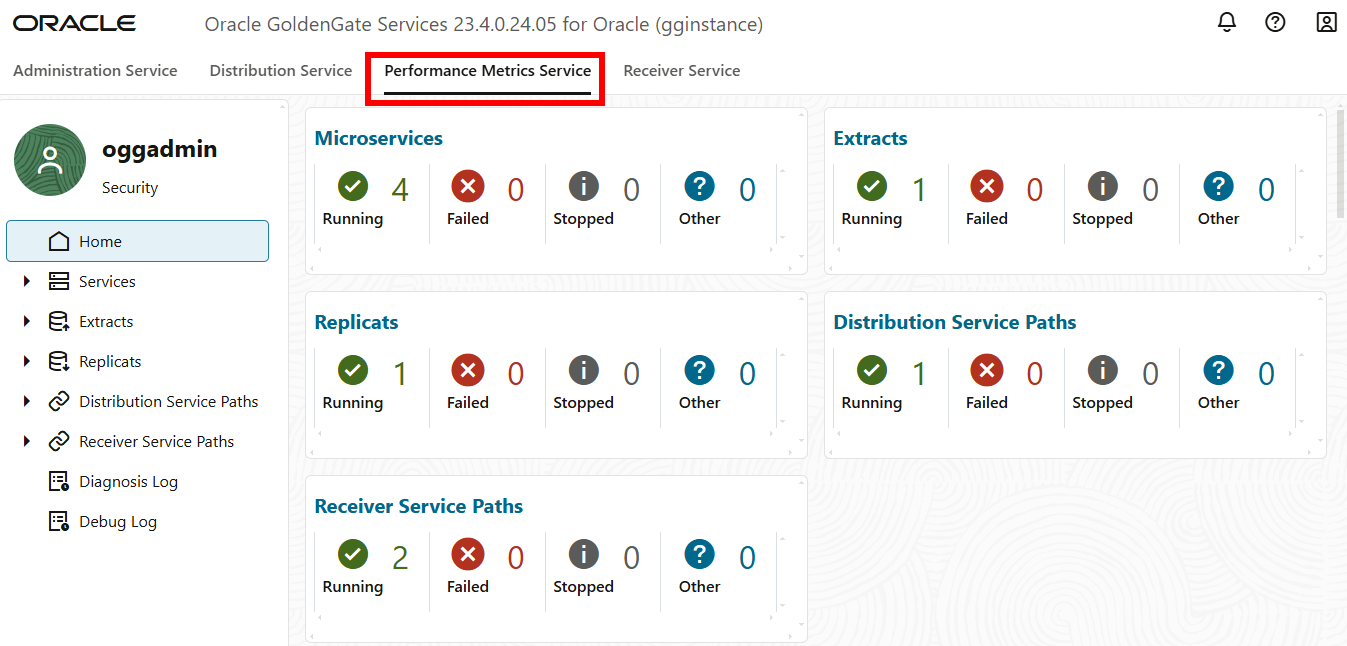 ORACLE
Oracle GoldenGate Services 23.4.0.24.05 for Oracle (gginstance)
Administration Service
Distribution Service
Performance Metrics Service
Receiver Service
oggadmin
Security
Home
Services
Extracts
Replicats
Distribution Service Paths
Receiver Service Paths
Diagnosis Log
Debug Log
Microservices
4 0 0 0
Running Failed Stopped Other
Extracts
1 0 0 0
Running Failed Stopped Other
Replicats
1 0 0 0
Running Failed Stopped Other
Distribution Service Paths
1 0 0 0
Running Failed Stopped Other
Receiver Service Paths
2 0 0 0
Running Failed Stopped Other